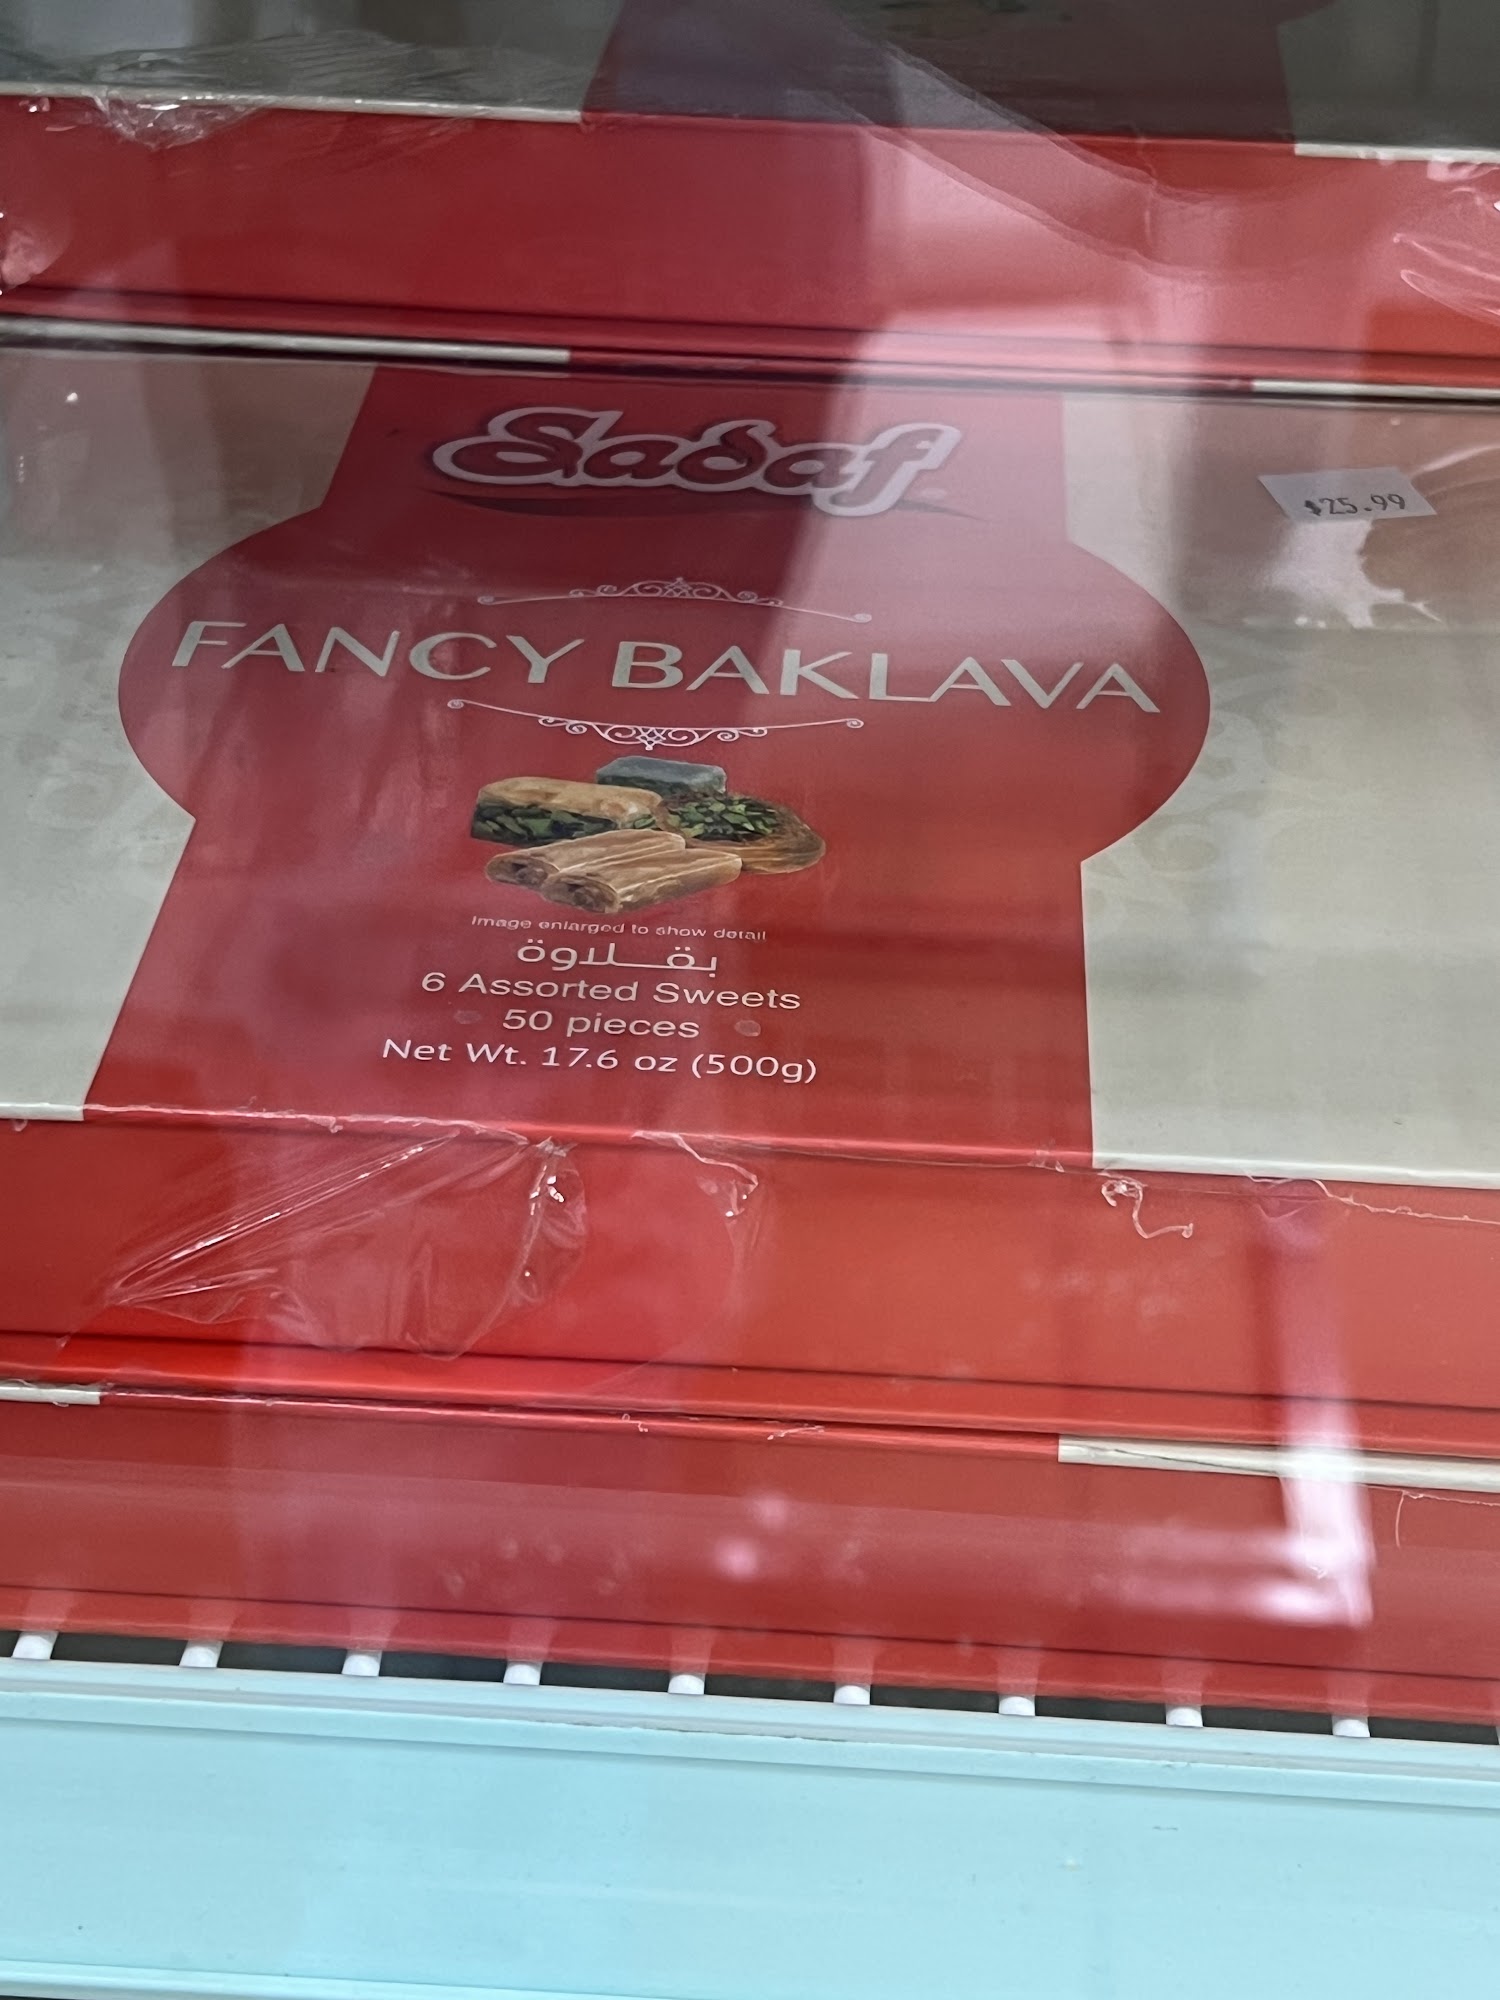 Sadaf
$25.99
FANCY BAKLAVA
Image enlarged to show detail
بقلاوة
6 Assorted Sweets
50 pieces
Net Wt. 17.6 oz (500g)